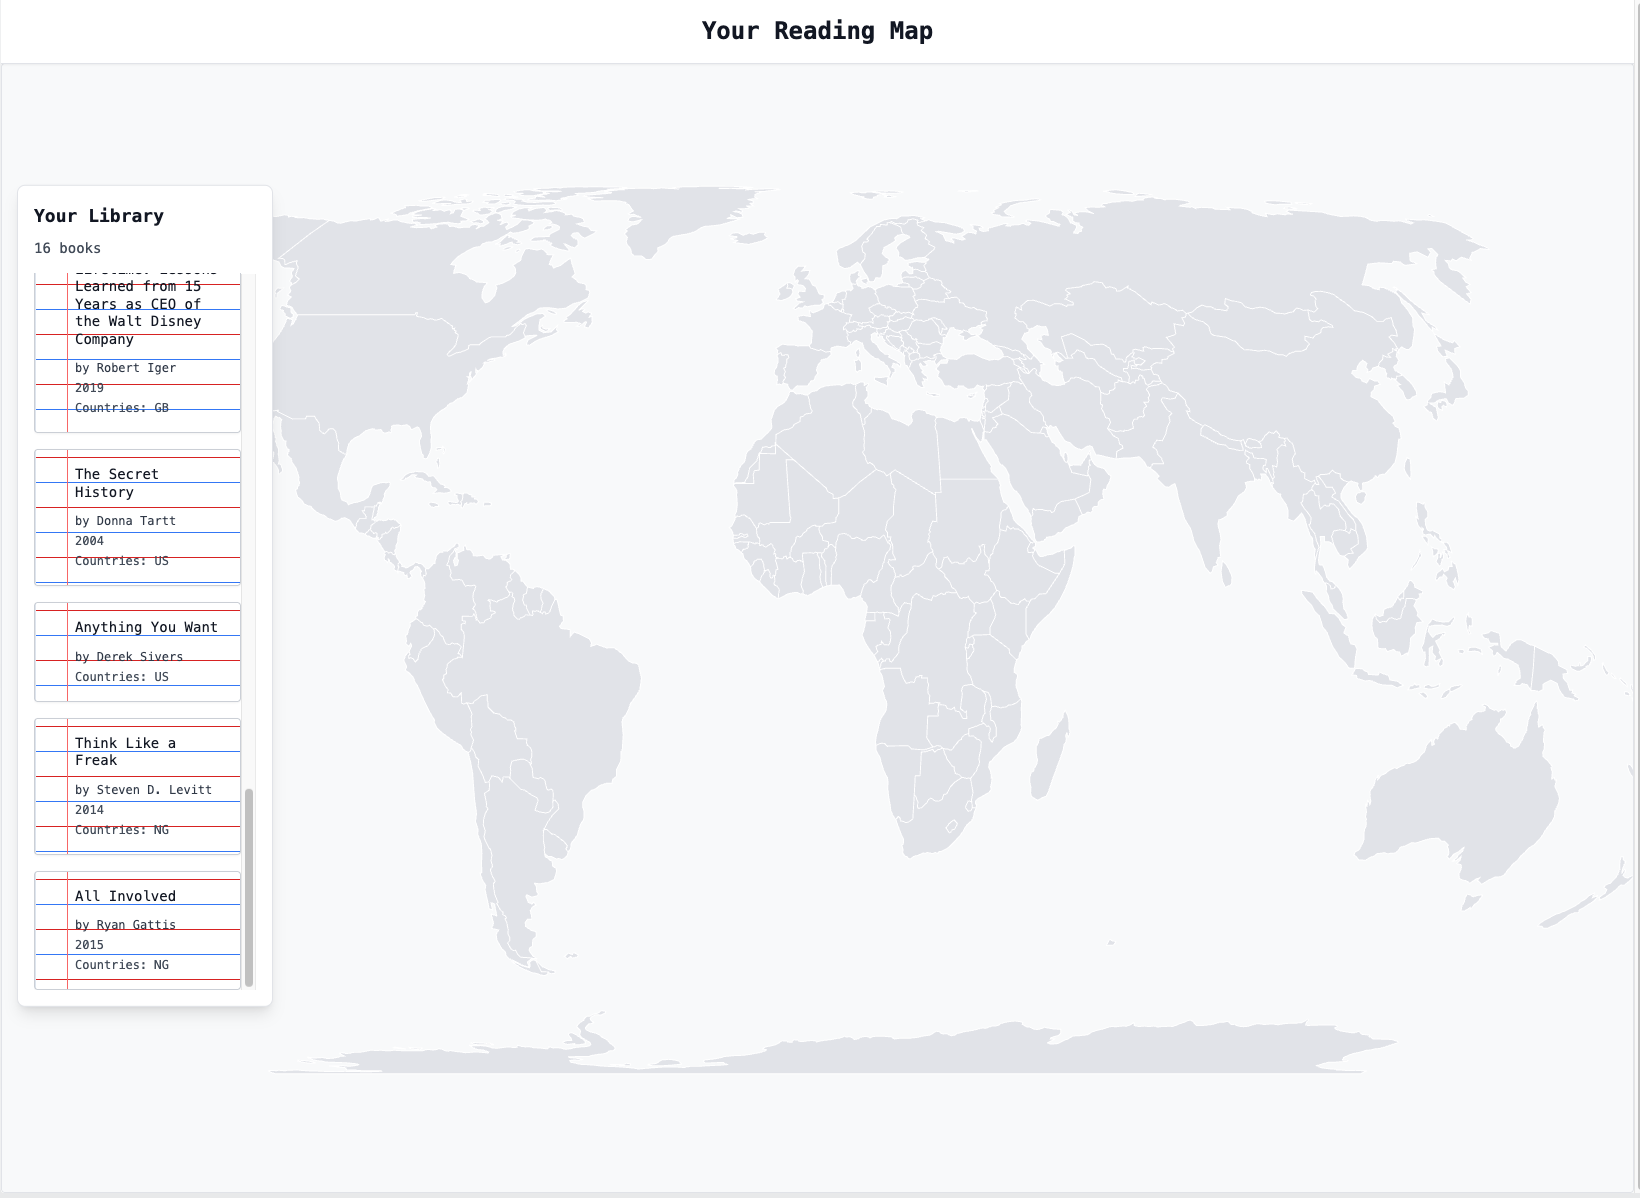 Your Reading Map
Your Library
16 books
Lifetime: Lessons
Learned from 15
Years as CEO of
the Walt Disney
Company
by Robert Iger
2019
Countries: GB
The Secret
History
by Donna Tartt
2004
Countries: US
Anything You Want
by Derek Sivers
Countries: US
Think Like a
Freak
by Steven D. Levitt
2014
Countries: NG
All Involved
by Ryan Gattis
2015
Countries: NG